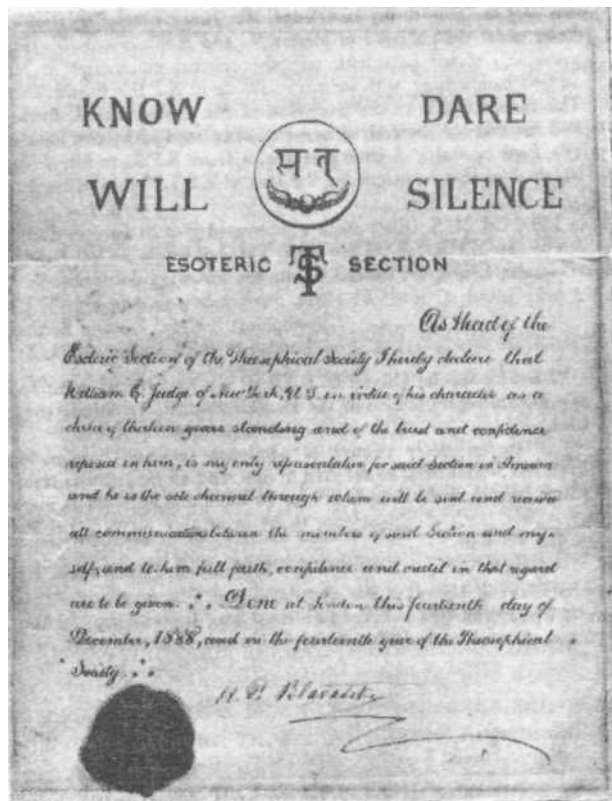 KNOW DARE
सत्
WILL SILENCE
ESOTERIC TS SECTION
As Head of the
Esoteric Section of the Theosophical Society I hereby declare that
William Q. Judge of New York, U.S. in virtue of his character as a
chela of thirteen years standing and of the trust and confidence
reposed in him, is my only representative for said Section in America
and he is the sole channel through whom will be sent and received
all communications between the members of said Section and my-
self, and to him full faith, confidence and credit in that regard
are to be given. ∴ Done at London this fourteenth day of
December, 1888, and in the fourteenth year of the Theosophical
Society. ∴
H. P. Blavatsky